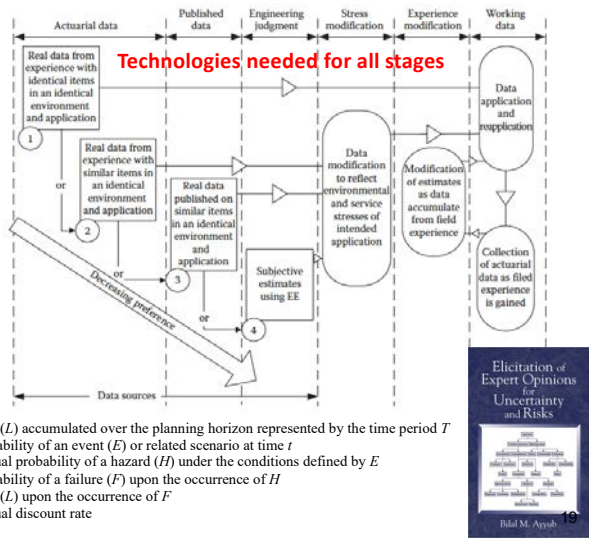 Actuarial data
Published
data
Engineering
judgment
Stress
modification
Experience
modification
Working
data
Technologies needed for all stages
Real data from
experience with
identical items
in an identical
environment
and application
1
or
Real data from
experience with
similar items in
an identical
environment
and application
2
or
Real data
published on
similar items
in an identical
environment
and
application
3
or
Subjective
estimates
using EE
4
Data
modification
to reflect
environmental
and service
stresses of
intended
application
Modification
of estimates
as data
accumulate
from field
experience
Data
application
and
reapplication
Collection
of actuarial
data as filed
experience
is gained
Decreasing preference
Data sources
(L) accumulated over the planning horizon represented by the time period T
ability of an event (E) or related scenario at time t
ual probability of a hazard (H) under the conditions defined by E
ability of a failure (F) upon the occurrence of H
(L) upon the occurrence of F
ual discount rate
Elicitation of
Expert Opinions
for
Uncertainty
and Risks
Bilal M. Ayyub
19